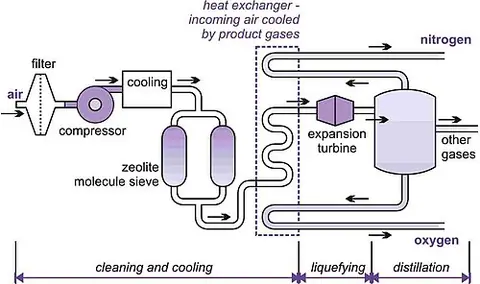 heat exchanger -
incoming air cooled
by product gases
nitrogen
filter
air
cooling
compressor
expansion
turbine
other
gases
zeolite
molecule sieve
oxygen
cleaning and cooling
liquefying
distillation